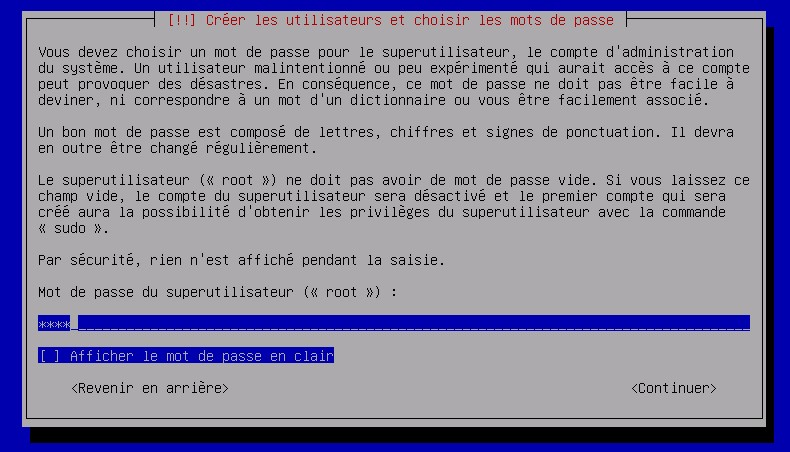 [!!] Créer les utilisateurs et choisir les mots de passe
Vous devez choisir un mot de passe pour le superutilisateur, le compte d'administration
du système. Un utilisateur malintentionné ou peu expérimenté qui aurait accès à ce compte
peut provoquer des désastres. En conséquence, ce mot de passe ne doit pas être facile à
deviner, ni correspondre à un mot d'un dictionnaire ou vous être facilement associé.
Un bon mot de passe est composé de lettres, chiffres et signes de ponctuation. Il devra
en outre être changé régulièrement.
Le superutilisateur (« root ») ne doit pas avoir de mot de passe vide. Si vous laissez ce
champ vide, le compte du superutilisateur sera désactivé et le premier compte qui sera
créé aura la possibilité d'obtenir les privilèges du superutilisateur avec la commande
« sudo ».
Par sécurité, rien n'est affiché pendant la saisie.
Mot de passe du superutilisateur (« root ») :
****
[ ] Afficher le mot de passe en clair
<Revenir en arrière> <Continuer>